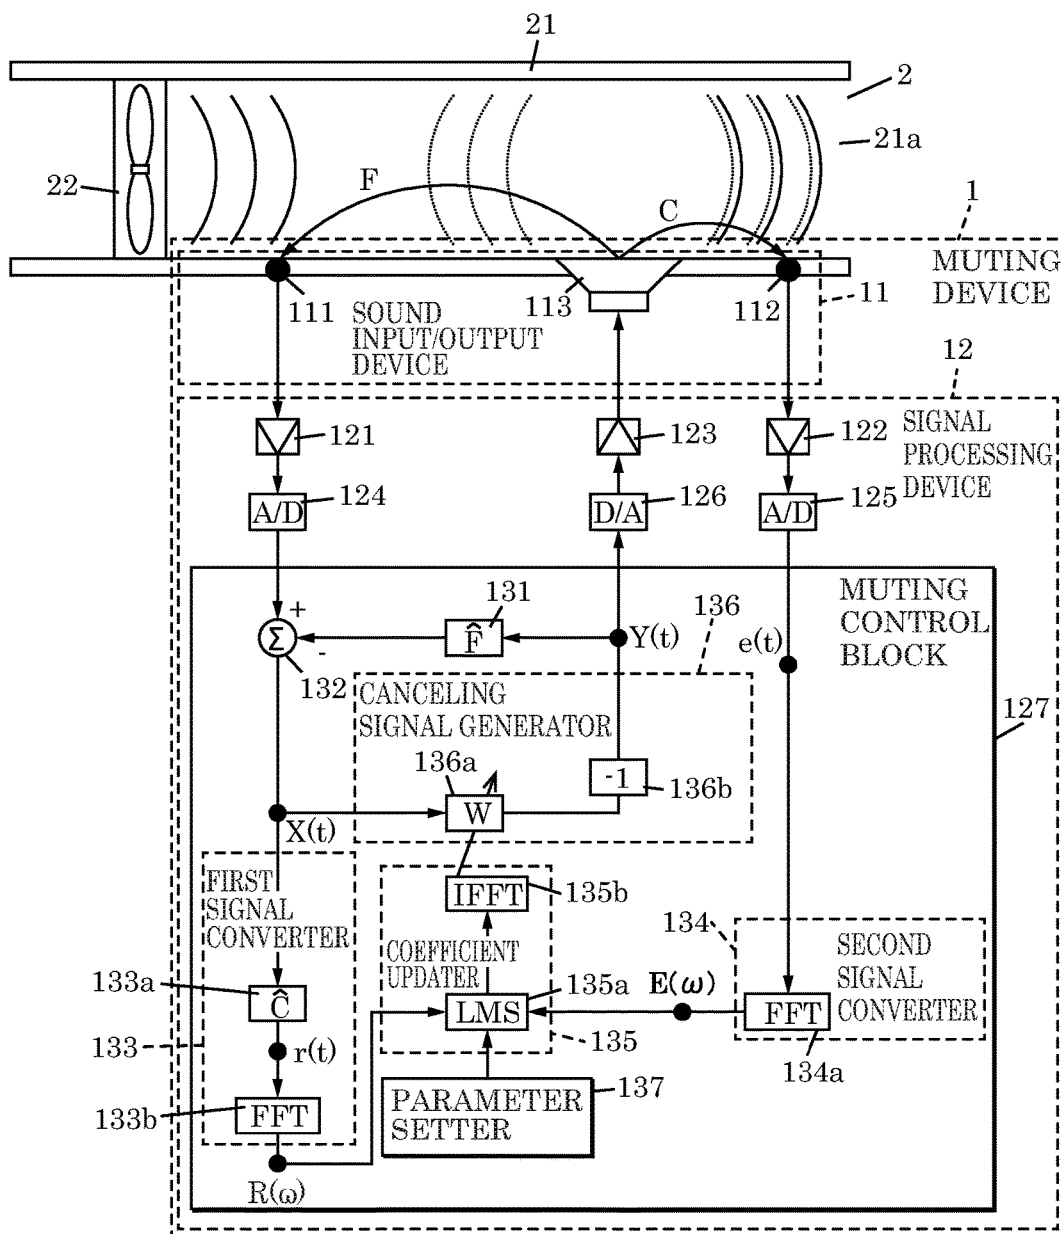 21
2
21a
22
F
C
1
MUTING
DEVICE
11
111
113
112
SOUND
INPUT/OUTPUT
DEVICE
12
121
123
122
SIGNAL
PROCESSING
DEVICE
A/D
124
D/A
126
A/D
125
MUTING
CONTROL
BLOCK
131
136
+
Σ
-
F̂
Y(t)
e(t)
132
CANCELING
SIGNAL GENERATOR
127
136a
-1
136b
W
X(t)
FIRST
SIGNAL
CONVERTER
IFFT
135b
134
SECOND
SIGNAL
CONVERTER
COEFFICIENT
UPDATER
133a
Ĉ
135a
E(ω)
LMS
FFT
133
r(t)
135
134a
137
PARAMETER
SETTER
133b
FFT
R(ω)